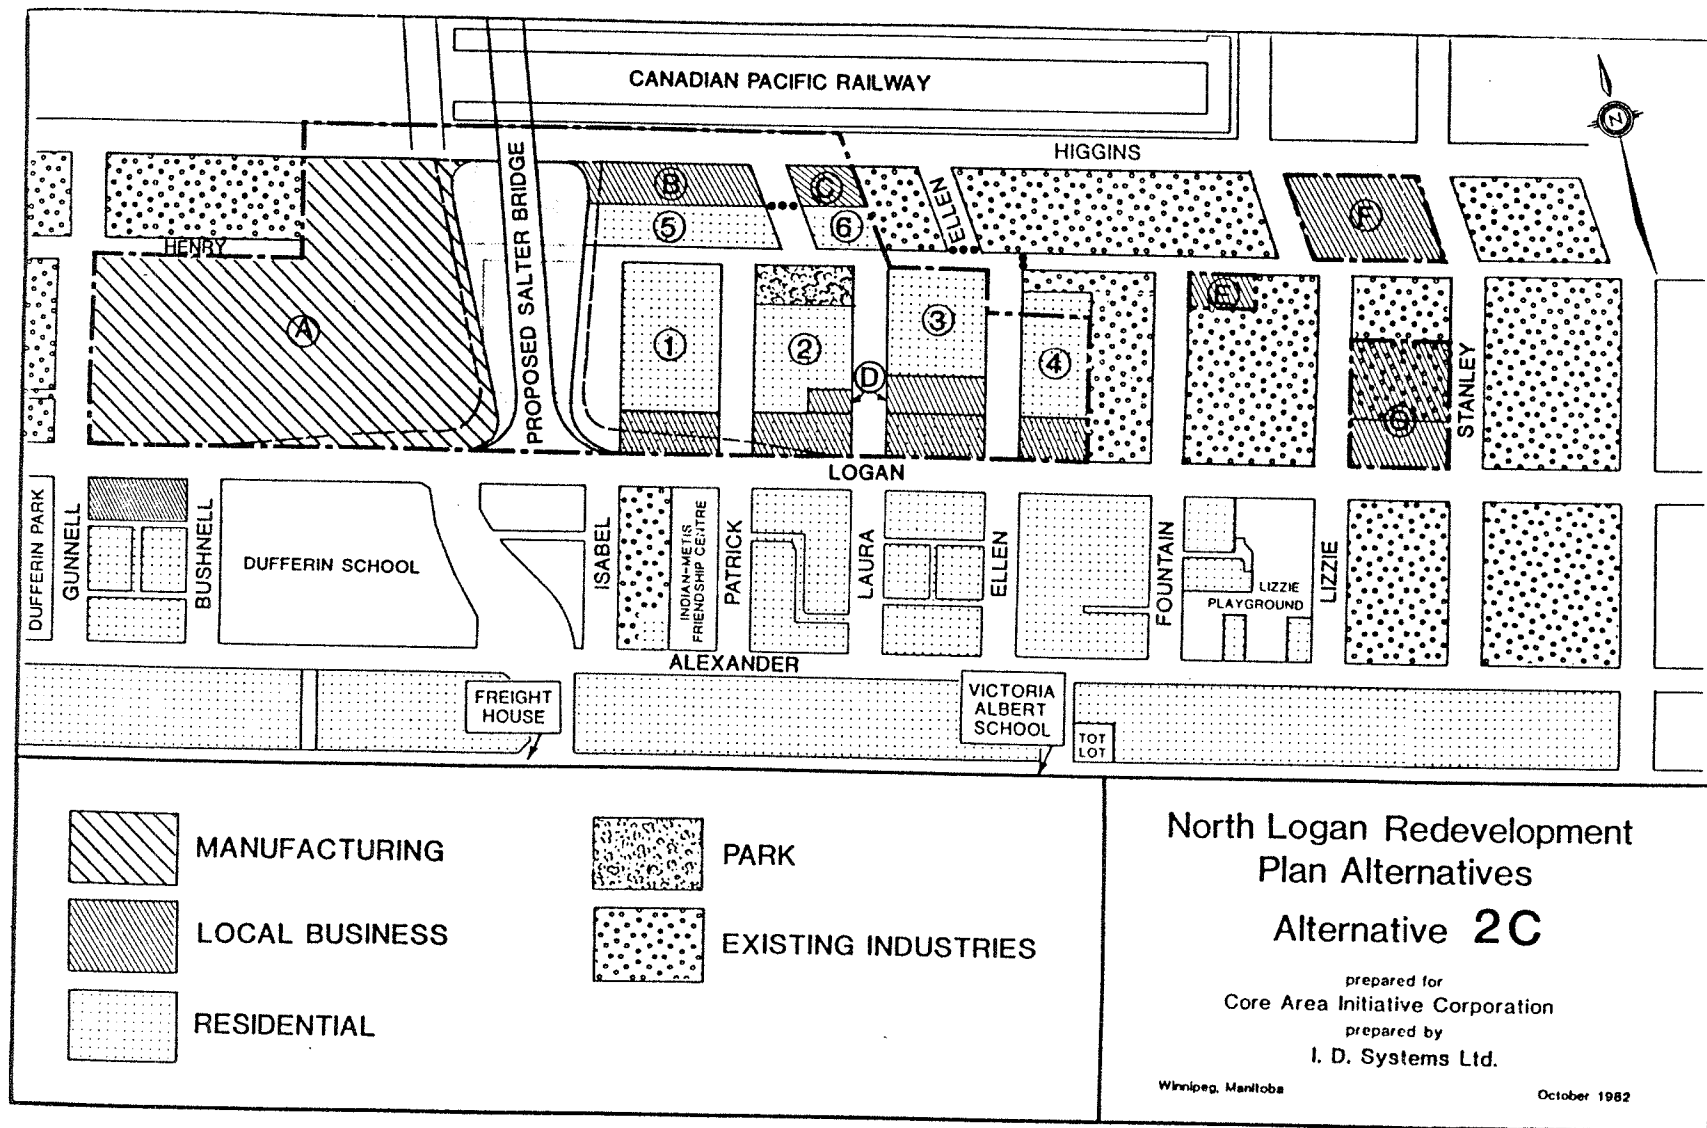 CANADIAN PACIFIC RAILWAY
N
HIGGINS
B
C
ELLEN
F
5
6
HENRY
PROPOSED SALTER BRIDGE
A
1
2
3
4
D
E
G
STANLEY
LOGAN
DUFFERIN PARK
GUNNELL
BUSHNELL
DUFFERIN SCHOOL
ISABEL
INDIAN-METIS
FRIENDSHIP CENTRE
PATRICK
LAURA
ELLEN
FOUNTAIN
LIZZIE
PLAYGROUND
LIZZIE
ALEXANDER
FREIGHT
HOUSE
VICTORIA
ALBERT
SCHOOL
TOT
LOT
MANUFACTURING
LOCAL BUSINESS
RESIDENTIAL
PARK
EXISTING INDUSTRIES
North Logan Redevelopment
Plan Alternatives
Alternative 2C
prepared for
Core Area Initiative Corporation
prepared by
I. D. Systems Ltd.
Winnipeg, Manitoba
October 1982